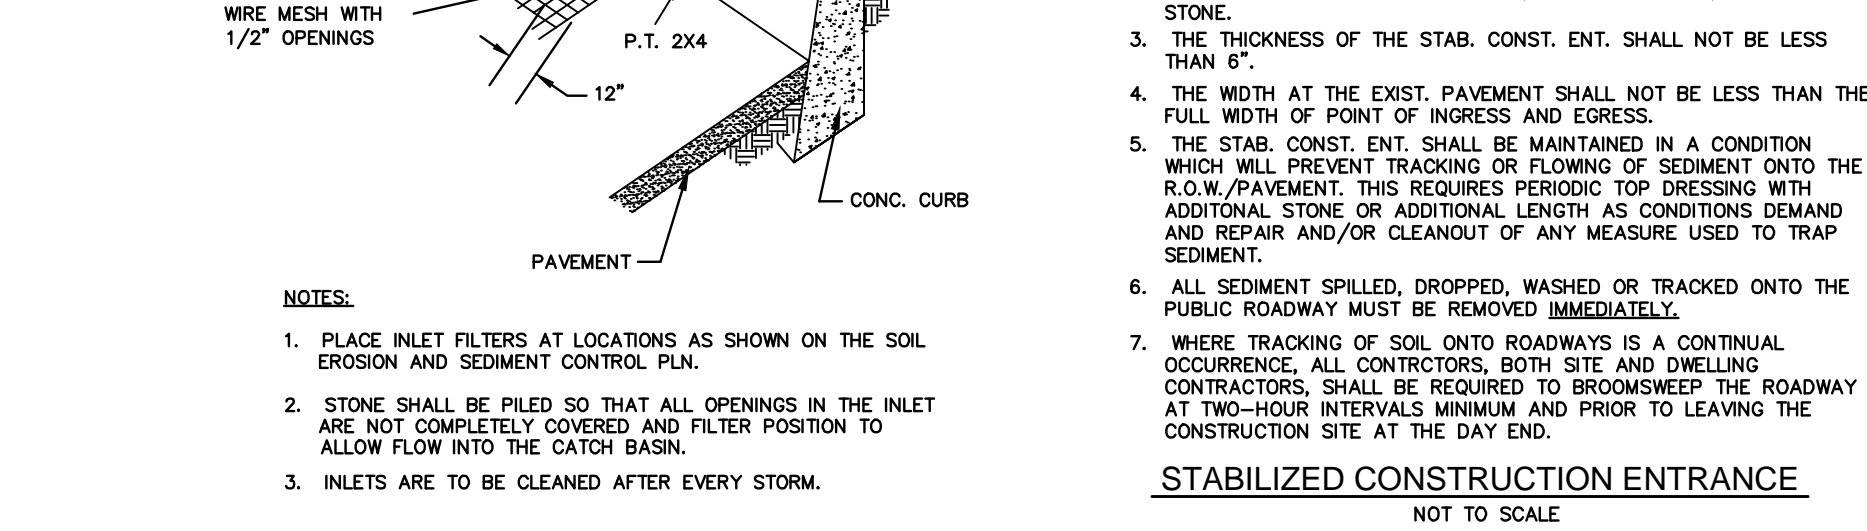 WIRE MESH WITH
1/2" OPENINGS
P.T. 2X4
12"
CONC. CURB
PAVEMENT
NOTES:
1. PLACE INLET FILTERS AT LOCATIONS AS SHOWN ON THE SOIL
EROSION AND SEDIMENT CONTROL PLN.
2. STONE SHALL BE PILED SO THAT ALL OPENINGS IN THE INLET
ARE NOT COMPLETELY COVERED AND FILTER POSITION TO
ALLOW FLOW INTO THE CATCH BASIN.
3. INLETS ARE TO BE CLEANED AFTER EVERY STORM.
STONE.
3. THE THICKNESS OF THE STAB. CONST. ENT. SHALL NOT BE LESS
THAN 6".
4. THE WIDTH AT THE EXIST. PAVEMENT SHALL NOT BE LESS THAN THE
FULL WIDTH OF POINT OF INGRESS AND EGRESS.
5. THE STAB. CONST. ENT. SHALL BE MAINTAINED IN A CONDITION
WHICH WILL PREVENT TRACKING OR FLOWING OF SEDIMENT ONTO THE
R.O.W./PAVEMENT. THIS REQUIRES PERIODIC TOP DRESSING WITH
ADDITONAL STONE OR ADDITIONAL LENGTH AS CONDITIONS DEMAND
AND REPAIR AND/OR CLEANOUT OF ANY MEASURE USED TO TRAP
SEDIMENT.
6. ALL SEDIMENT SPILLED, DROPPED, WASHED OR TRACKED ONTO THE
PUBLIC ROADWAY MUST BE REMOVED IMMEDIATELY.
7. WHERE TRACKING OF SOIL ONTO ROADWAYS IS A CONTINUAL
OCCURRENCE, ALL CONTRCTORS, BOTH SITE AND DWELLING
CONTRACTORS, SHALL BE REQUIRED TO BROOMSWEEP THE ROADWAY
AT TWO-HOUR INTERVALS MINIMUM AND PRIOR TO LEAVING THE
CONSTRUCTION SITE AT THE DAY END.
STABILIZED CONSTRUCTION ENTRANCE
NOT TO SCALE